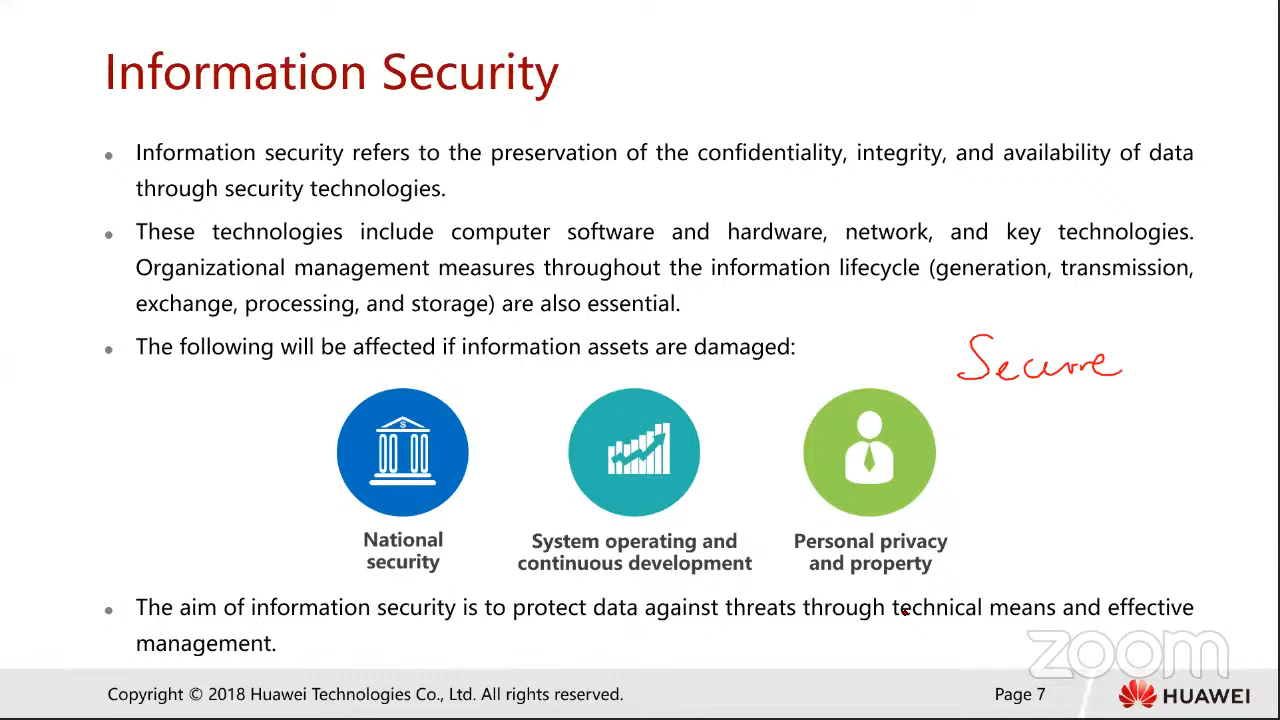 Information Security
Information security refers to the preservation of the confidentiality, integrity, and availability of data
through security technologies.
These technologies include computer software and hardware, network, and key technologies.
Organizational management measures throughout the information lifecycle (generation, transmission,
exchange, processing, and storage) are also essential.
The following will be affected if information assets are damaged:
Secure
$
National
security
System operating and
continuous development
Personal privacy
and property
The aim of information security is to protect data against threats through technical means and effective
management.
zoom
Copyright © 2018 Huawei Technologies Co., Ltd. All rights reserved.
Page 7
HUAWEI